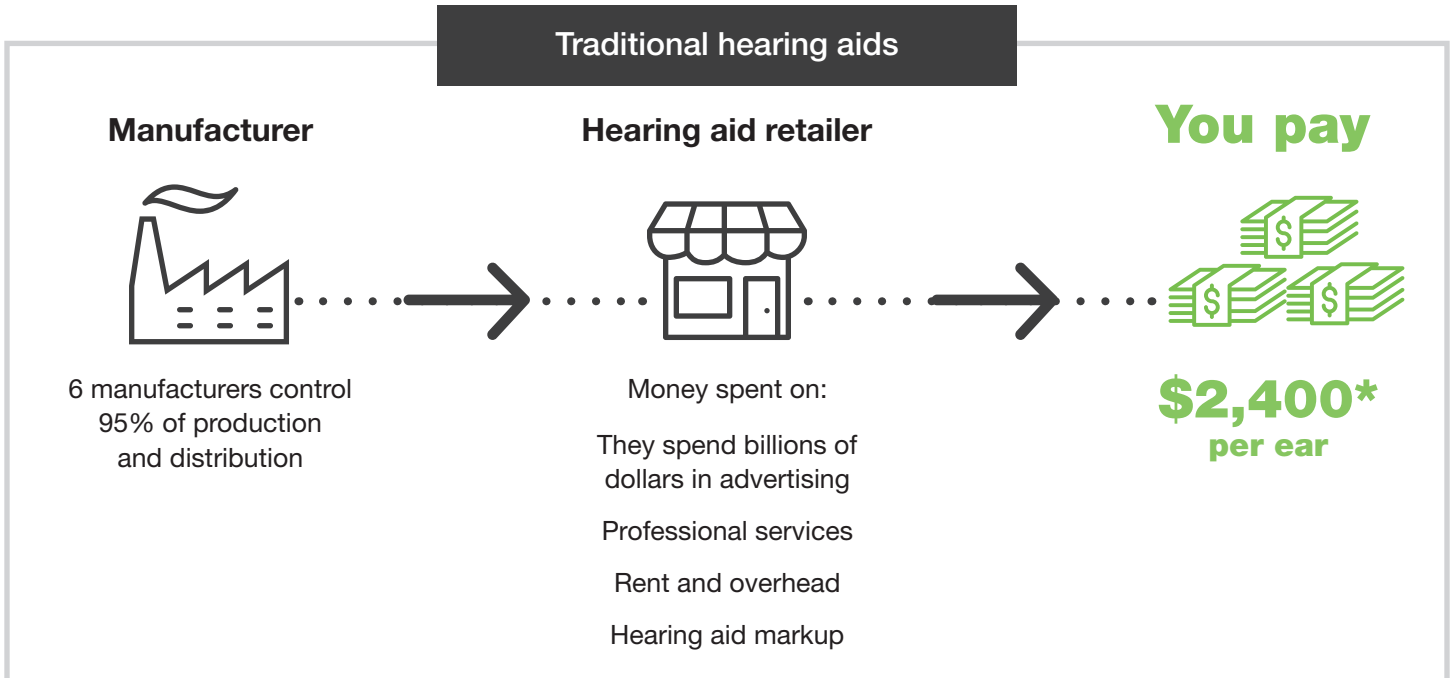 Traditional hearing aids
Manufacturer
6 manufacturers control
95% of production
and distribution
Hearing aid retailer
Money spent on:
They spend billions of
dollars in advertising
Professional services
Rent and overhead
Hearing aid markup
You pay
$
$
$
$2,400*
per ear